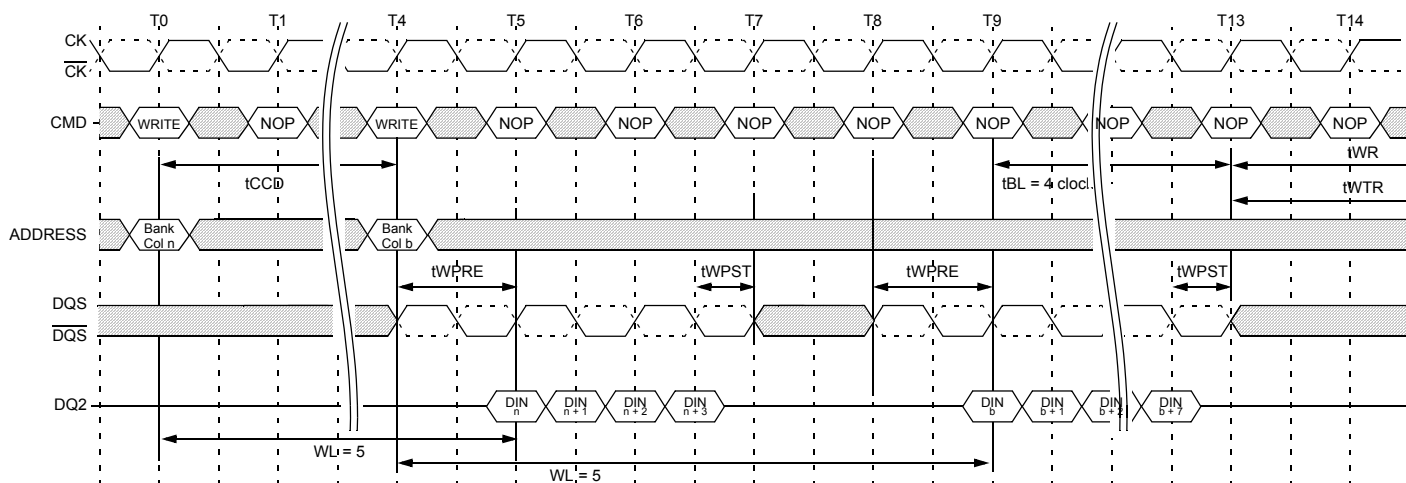 T0 T1 T4 T5 T6 T7 T8 T9 T13 T14
CK
CK
CMD WRITE NOP WRITE NOP NOP NOP NOP NOP NOP NOP NOP
tCCD tBL = 4 clock tWR
tWTR
ADDRESS Bank Col n Bank Col b
tWPRE tWPST tWPRE tWPST
DQS
DQS
DQ2 DIN n DIN n + 1 DIN n + 2 DIN n + 3 DIN b DIN b + 1 DIN b + 2 DIN b + 7
WL = 5
WL = 5